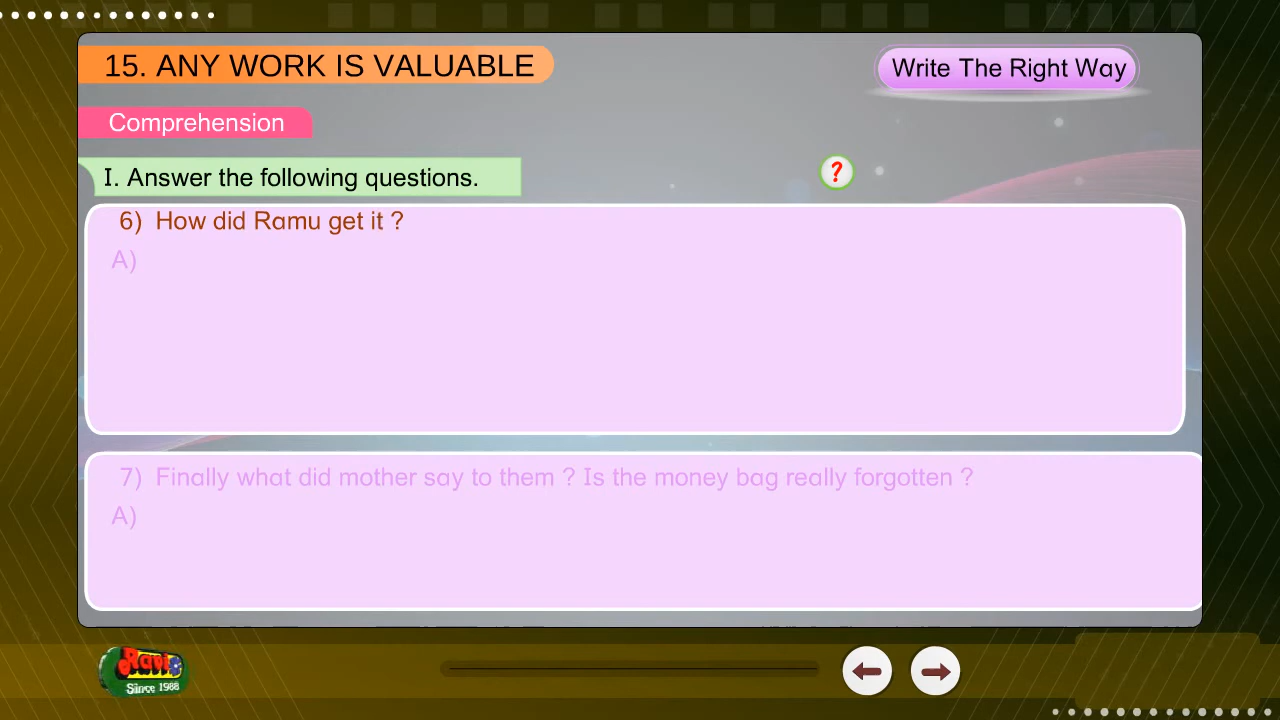 15. ANY WORK IS VALUABLE
Write The Right Way
Comprehension
I. Answer the following questions.
?
6) How did Ramu get it ?
A)
7) Finally what did mother say to them ? Is the money bag really forgotten ?
A)
Ravi
Since 1988